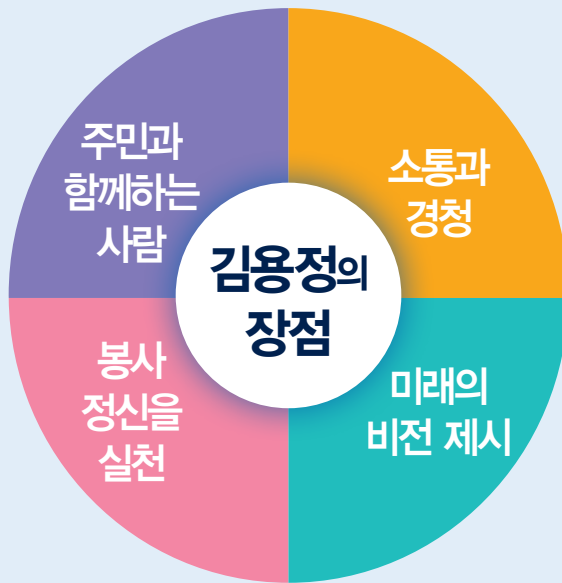 주민과
함께하는
사람
소통과
경청
김용정의
장점
봉사
정신을
실천
미래의
비전 제시